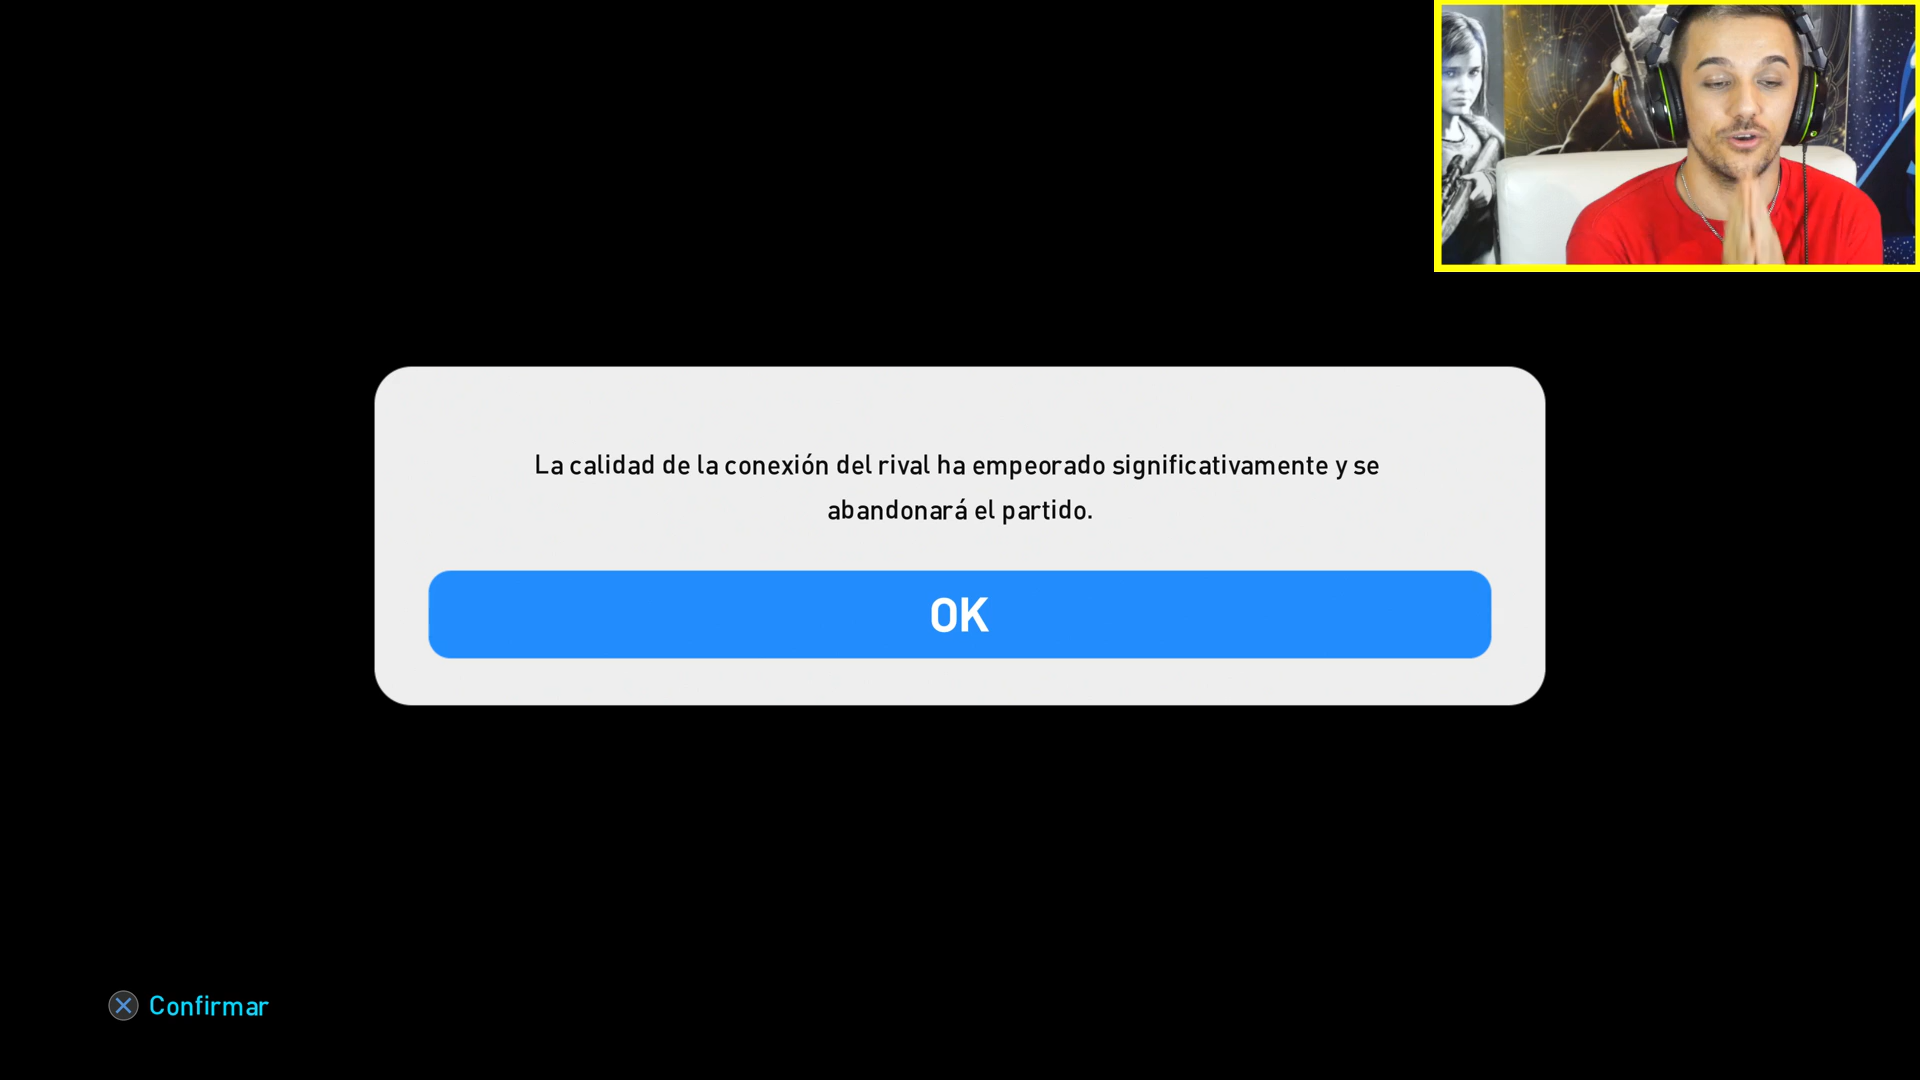 La calidad de la conexión del rival ha empeorado significativamente y se
abandonará el partido.
OK
Confirmar